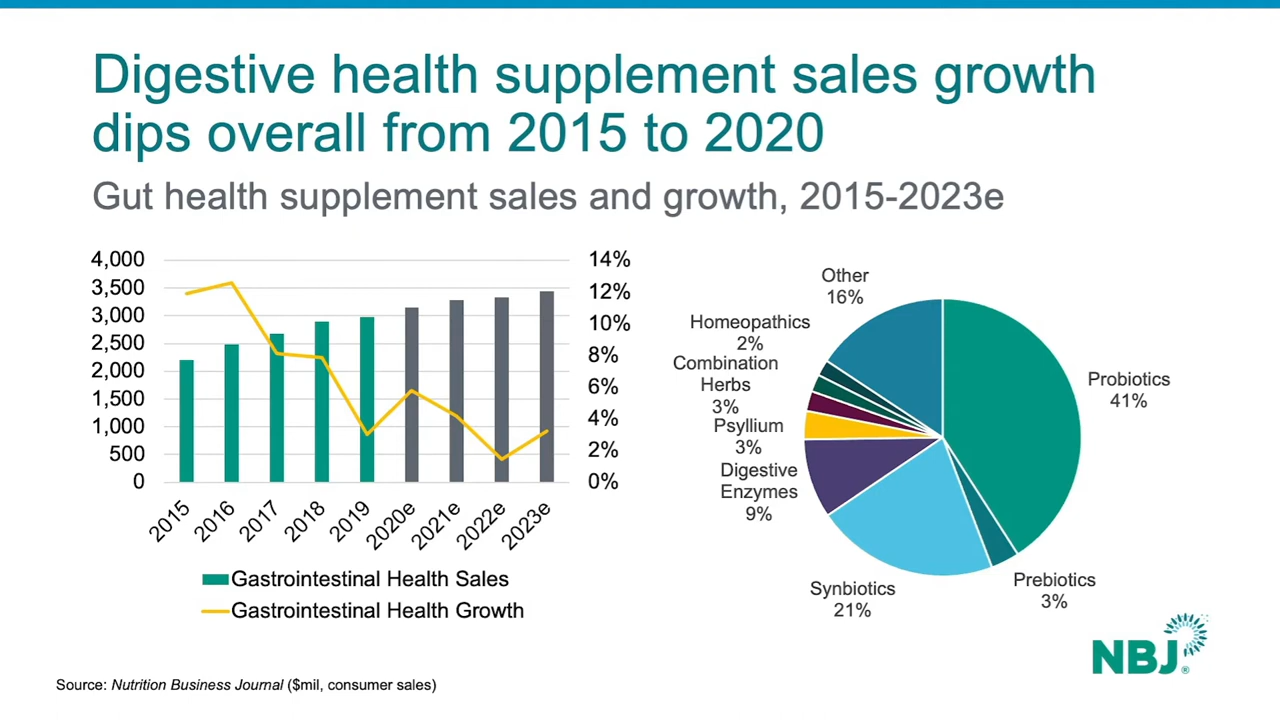 Digestive health supplement sales growth
dips overall from 2015 to 2020
Gut health supplement sales and growth, 2015-2023e
4,000
3,500
3,000
2,500
2,000
1,500
1,000
500
0
14%
12%
10%
8%
6%
4%
2%
0%
2015
2016
2017
2018
2019
2020e
2021e
2022e
2023e
Gastrointestinal Health Sales
Gastrointestinal Health Growth
Other
16%
Homeopathics
2%
Combination
Herbs
3%
Psyllium
3%
Digestive
Enzymes
9%
Synbiotics
21%
Prebiotics
3%
Probiotics
41%
NBJ®
Source: Nutrition Business Journal ($mil, consumer sales)